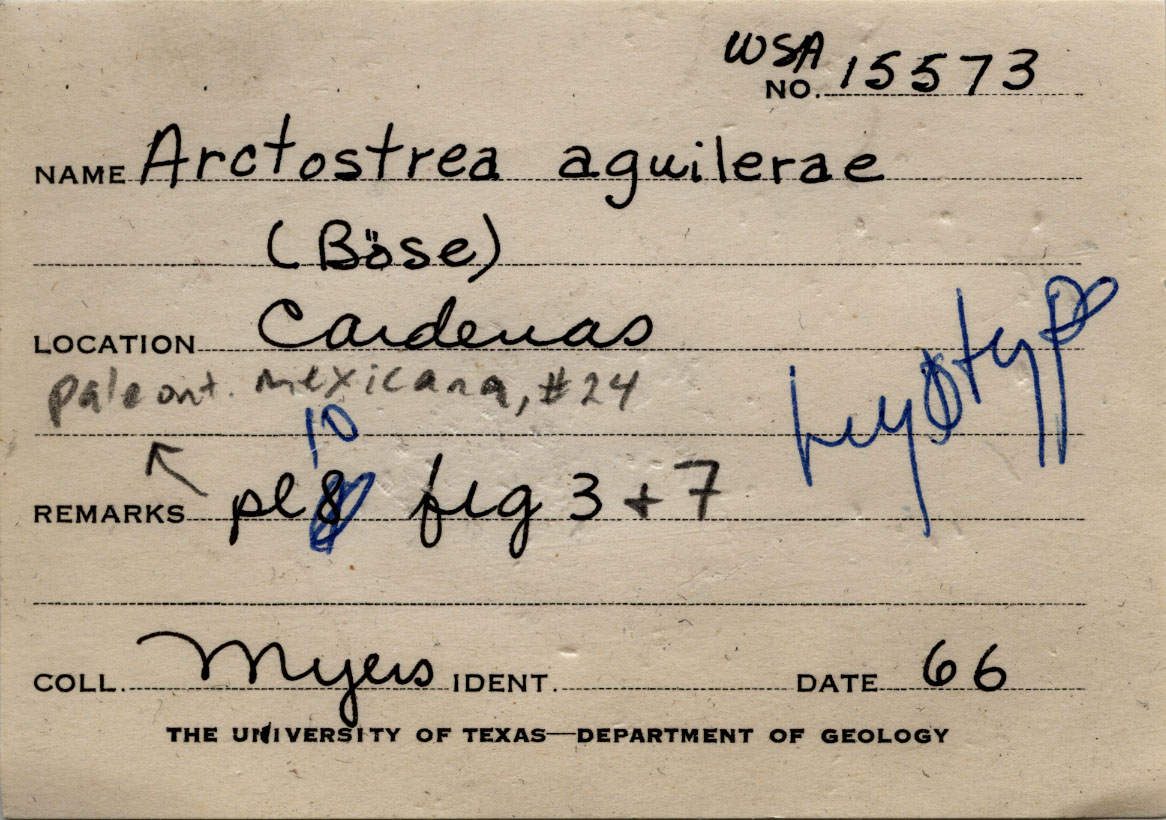 WSA
NO. 15573
NAME Arctostrea aguilerae
(Böse)
LOCATION Cardenas
paleont. mexicana, #24
10
REMARKS pl 8 fig 3 + 7
hypotype
COLL. Myers IDENT. DATE 66
THE UNIVERSITY OF TEXAS—DEPARTMENT OF GEOLOGY